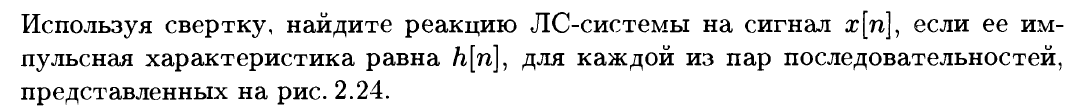 Используя свертку, найдите реакцию ЛС-системы на сигнал x[n], если ее им-
пульсная характеристика равна h[n], для каждой из пар последовательностей,
представленных на рис. 2.24.